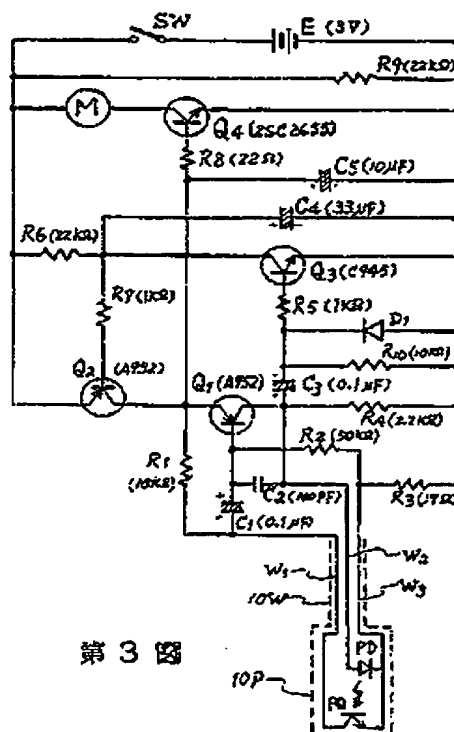 SW
E (3V)
R9(22kΩ)
M
Q4(2SC2655)
R8(22Ω)
C5(10μF)
C4(33μF)
R6(22kΩ)
Q3(C945)
R7(1kΩ)
R5(1kΩ)
D1
R10(10kΩ)
Q2 (A952)
Q1(A952)
C3(0.1μF)
R4(2.2kΩ)
R2(50kΩ)
R1
(10kΩ)
C2(100PF)
R3(17Ω)
C1(0.1μF)
W1
W2
10W
W3
第3図
PD
10P
PQ